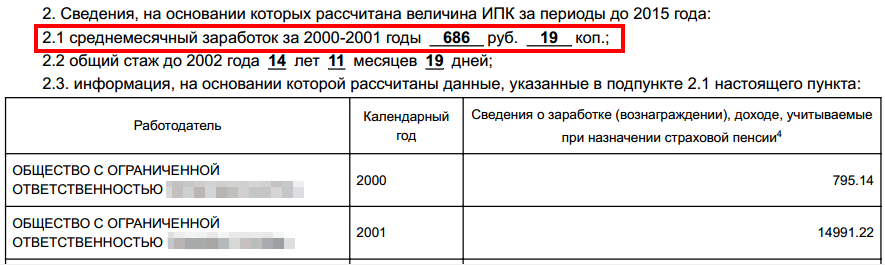 2. Сведения, на основании которых рассчитана величина ИПК за периоды до 2015 года:
2.1 среднемесячный заработок за 2000-2001 годы 686 руб. 19 коп.;
2.2 общий стаж до 2002 года 14 лет 11 месяцев 19 дней;
2.3. информация, на основании которой рассчитаны данные, указанные в подпункте 2.1 настоящего пункта:
Работодатель
Календарный
год
Сведения о заработке (вознаграждении), доходе, учитываемые
при назначении страховой пенсии4
ОБЩЕСТВО С ОГРАНИЧЕННОЙ
ОТВЕТСТВЕННОСТЬЮ
2000
795.14
ОБЩЕСТВО С ОГРАНИЧЕННОЙ
ОТВЕТСТВЕННОСТЬЮ
2001
14991.22